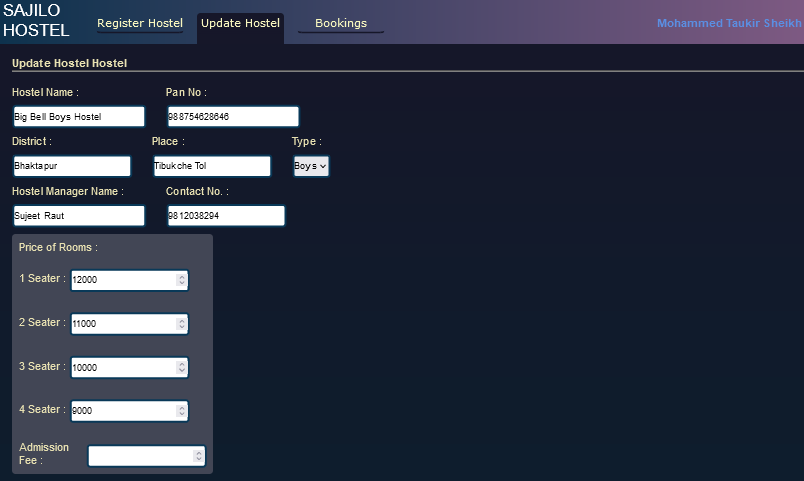 SAJILO
HOSTEL
Register Hostel
Update Hostel
Bookings
Mohammed Taukir Sheikh
Update Hostel Hostel
Hostel Name :
Pan No :
Big Bell Boys Hostel
988754628646
District :
Place :
Type :
Bhaktapur
Tibukche Tol
Boys
Hostel Manager Name :
Contact No. :
Sujeet Raut
9812038294
Price of Rooms :
1 Seater :
12000
2 Seater :
11000
3 Seater :
10000
4 Seater :
9000
Admission
Fee :